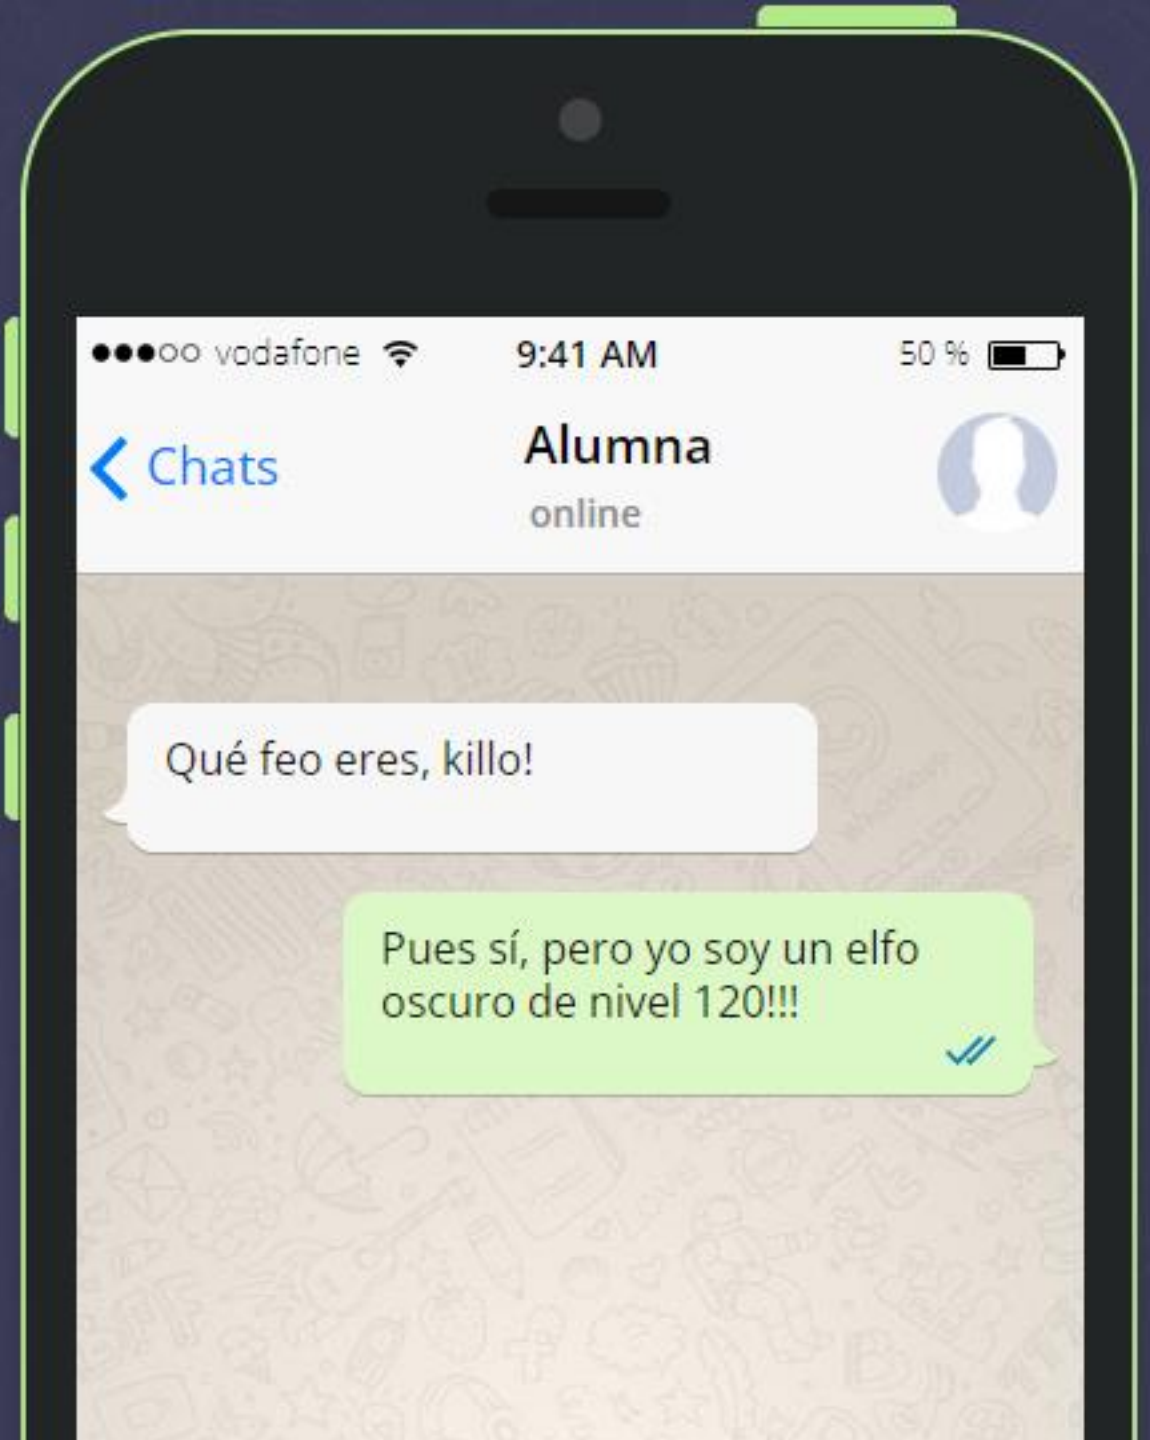 vodafone 9:41 AM 50 %
Chats Alumna
online
Qué feo eres, killo!
Pues sí, pero yo soy un elfo
oscuro de nivel 120!!!